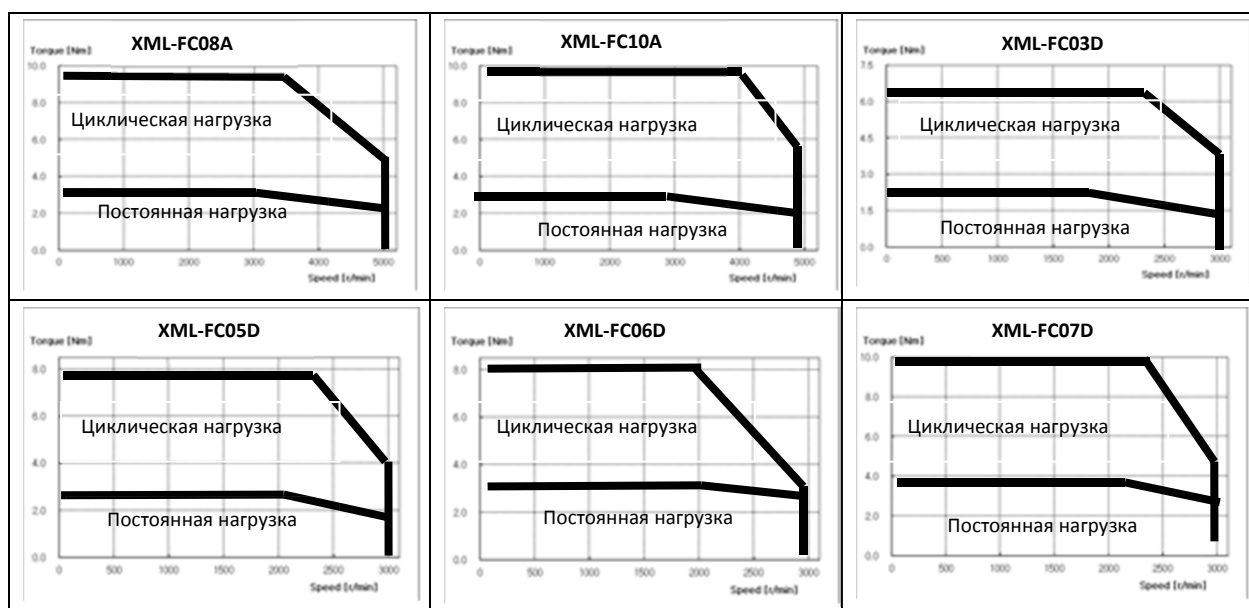 XML-FC08A
Torque [Nm]
10.0
8.0
Циклическая нагрузка
6.0
4.0
Постоянная нагрузка
2.0
0.0
0 1000 2000 3000 4000 5000
Speed [r/min]
XML-FC10A
Torque [Nm]
10.0
8.0
Циклическая нагрузка
6.0
4.0
2.0
Постоянная нагрузка
0.0
0 1000 2000 3000 4000 5000
Speed [r/min]
XML-FC03D
Torque [Nm]
7.5
6.0
Циклическая нагрузка
4.5
3.0
Постоянная нагрузка
1.5
0.0
0 500 1000 1500 2000 2500 3000
Speed [r/min]
XML-FC05D
Torque [Nm]
8.0
6.0
Циклическая нагрузка
4.0
2.0
Постоянная нагрузка
0.0
0 500 1000 1500 2000 2500 3000
Speed [r/min]
XML-FC06D
Torque [Nm]
8.0
6.0
Циклическая нагрузка
4.0
2.0
Постоянная нагрузка
0.0
0 500 1000 1500 2000 2500 3000
Speed [r/min]
XML-FC07D
Torque [Nm]
10.0
8.0
Циклическая нагрузка
6.0
4.0
2.0
Постоянная нагрузка
0.0
0 500 1000 1500 2000 2500 3000
Speed [r/min]